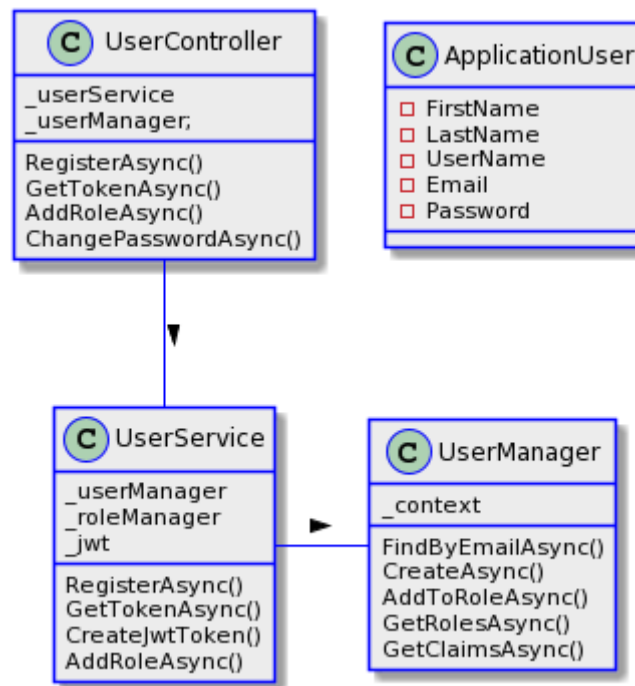 C UserController
_userService
_userManager;
RegisterAsync()
GetTokenAsync()
AddRoleAsync()
ChangePasswordAsync()
C ApplicationUser
FirstName
LastName
UserName
Email
Password
C UserService
_userManager
_roleManager
_jwt
RegisterAsync()
GetTokenAsync()
CreateJwtToken()
AddRoleAsync()
C UserManager
_context
FindByEmailAsync()
CreateAsync()
AddToRoleAsync()
GetRolesAsync()
GetClaimsAsync()